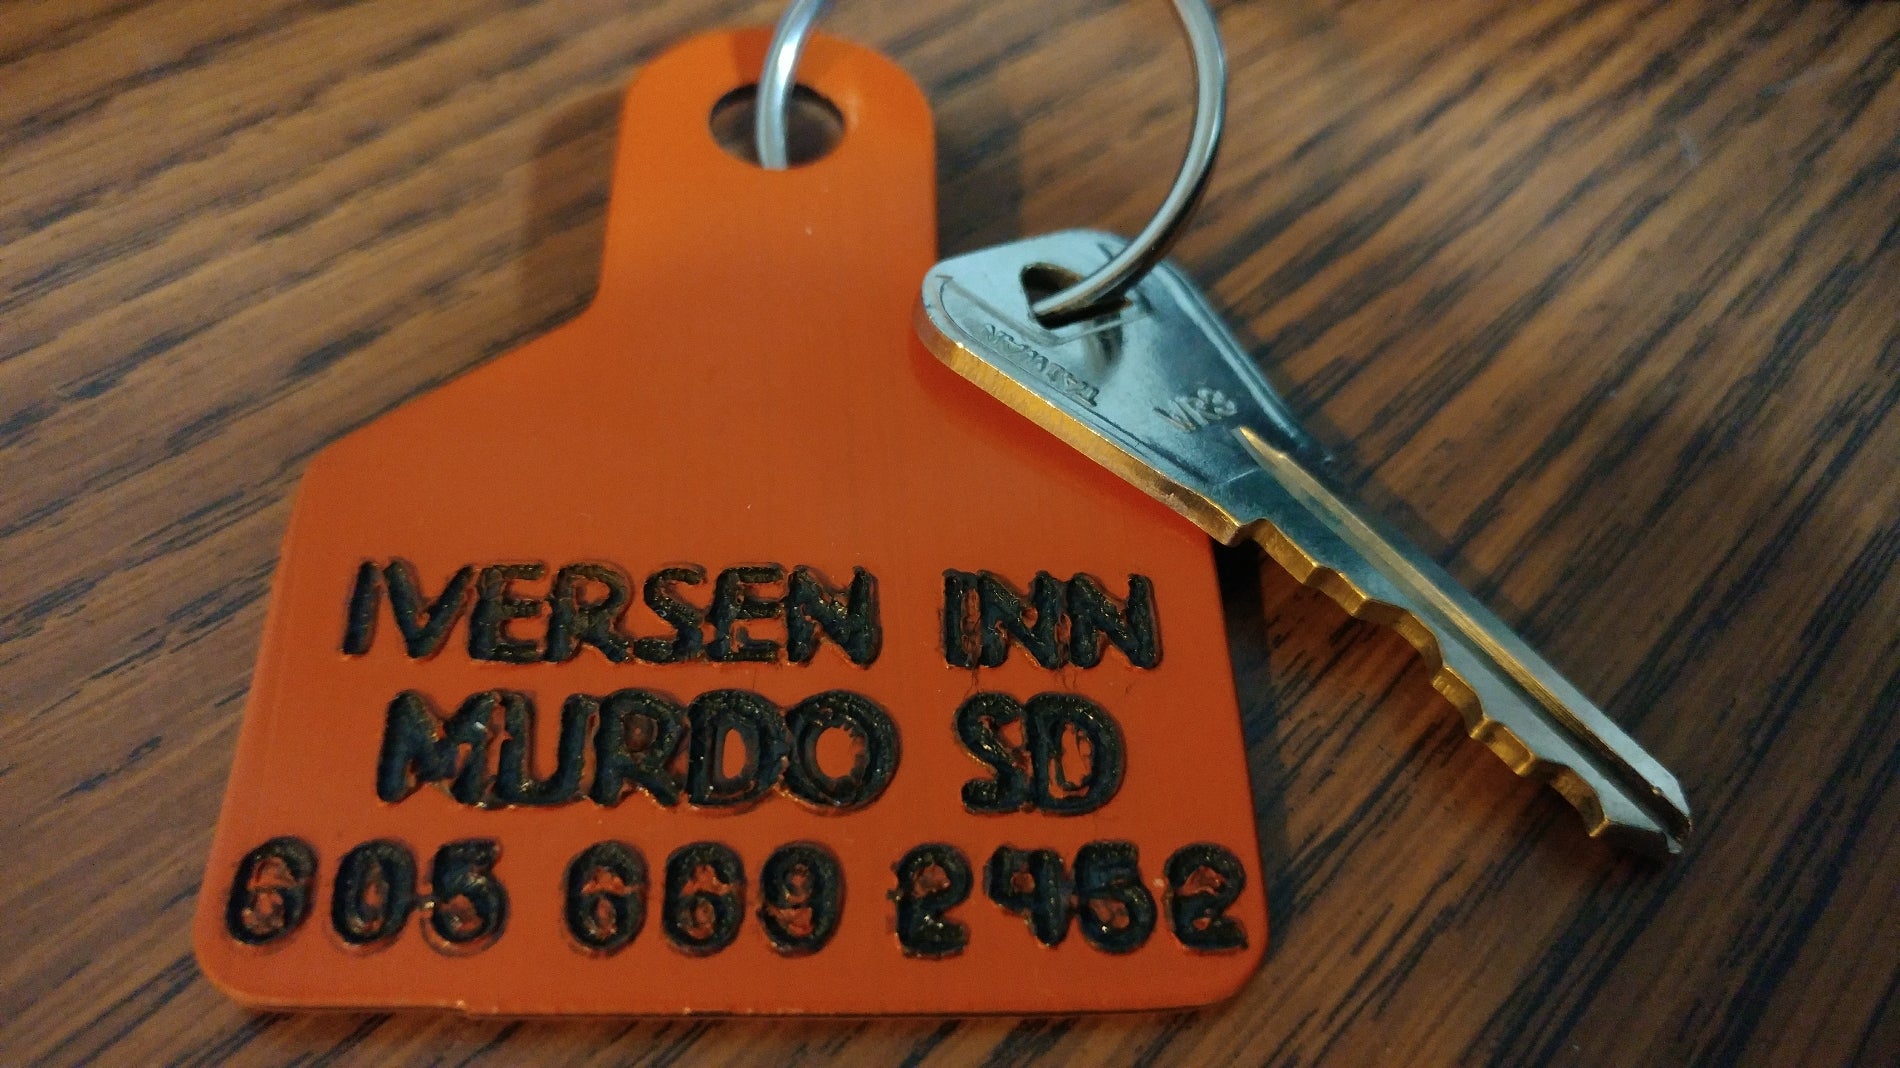 IVERSEN INN
MURDO SD
605 669 2452